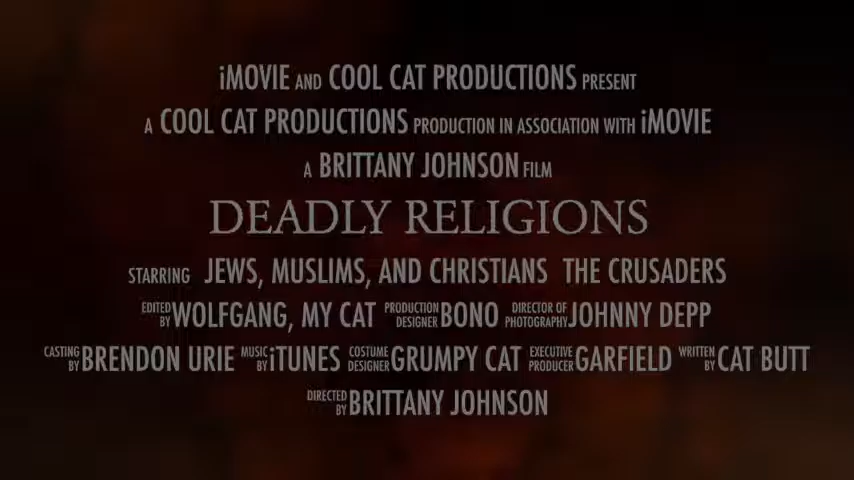 iMOVIE AND COOL CAT PRODUCTIONS PRESENT
A COOL CAT PRODUCTIONS PRODUCTION IN ASSOCIATION WITH iMOVIE
A BRITTANY JOHNSON FILM
DEADLY RELIGIONS
STARRING JEWS, MUSLIMS, AND CHRISTIANS THE CRUSADERS
EDITED BY WOLFGANG, MY CAT PRODUCTION DESIGNER BONO DIRECTOR OF PHOTOGRAPHY JOHNNY DEPP
CASTING BY BRENDON URIE MUSIC BY iTUNES COSTUME DESIGNER GRUMPY CAT EXECUTIVE PRODUCER GARFIELD WRITTEN BY CAT BUTT
DIRECTED BY BRITTANY JOHNSON